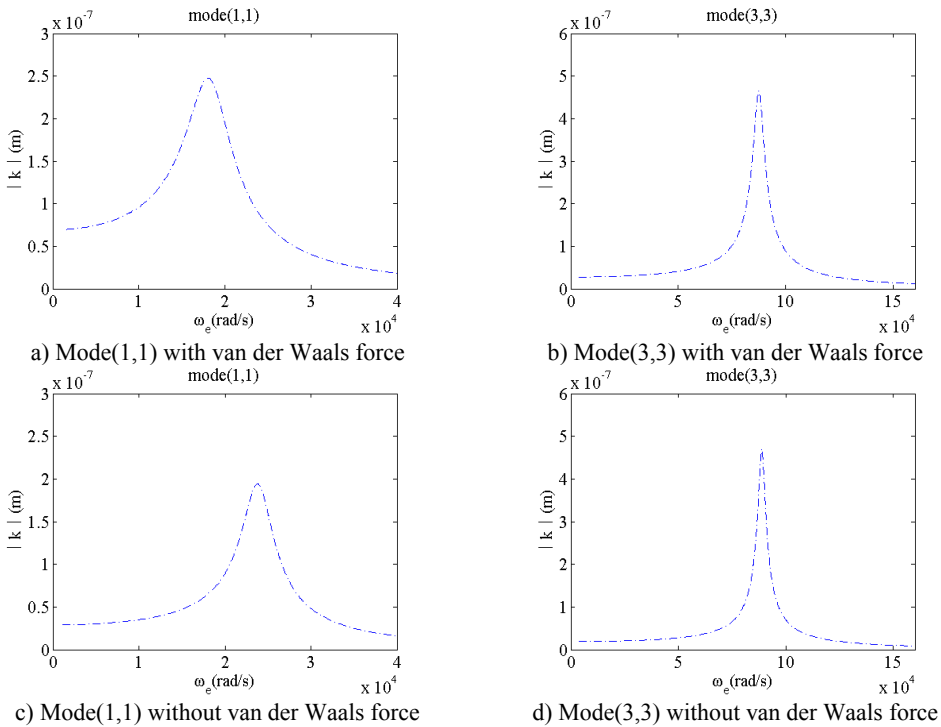 mode(1,1)
x 10^-7
3
2.5
2
1.5
1
0.5
0
| k | (m)
0 1 2 3 4
ω_e(rad/s)
x 10^4
a) Mode(1,1) with van der Waals force
mode(3,3)
x 10^-7
6
5
4
3
2
1
0
| k | (m)
0 5 10 15
ω_e(rad/s)
x 10^4
b) Mode(3,3) with van der Waals force
mode(1,1)
x 10^-7
3
2.5
2
1.5
1
0.5
0
| k | (m)
0 1 2 3 4
ω_e(rad/s)
x 10^4
c) Mode(1,1) without van der Waals force
mode(3,3)
x 10^-7
6
5
4
3
2
1
0
| k | (m)
0 5 10 15
ω_e(rad/s)
x 10^4
d) Mode(3,3) without van der Waals force